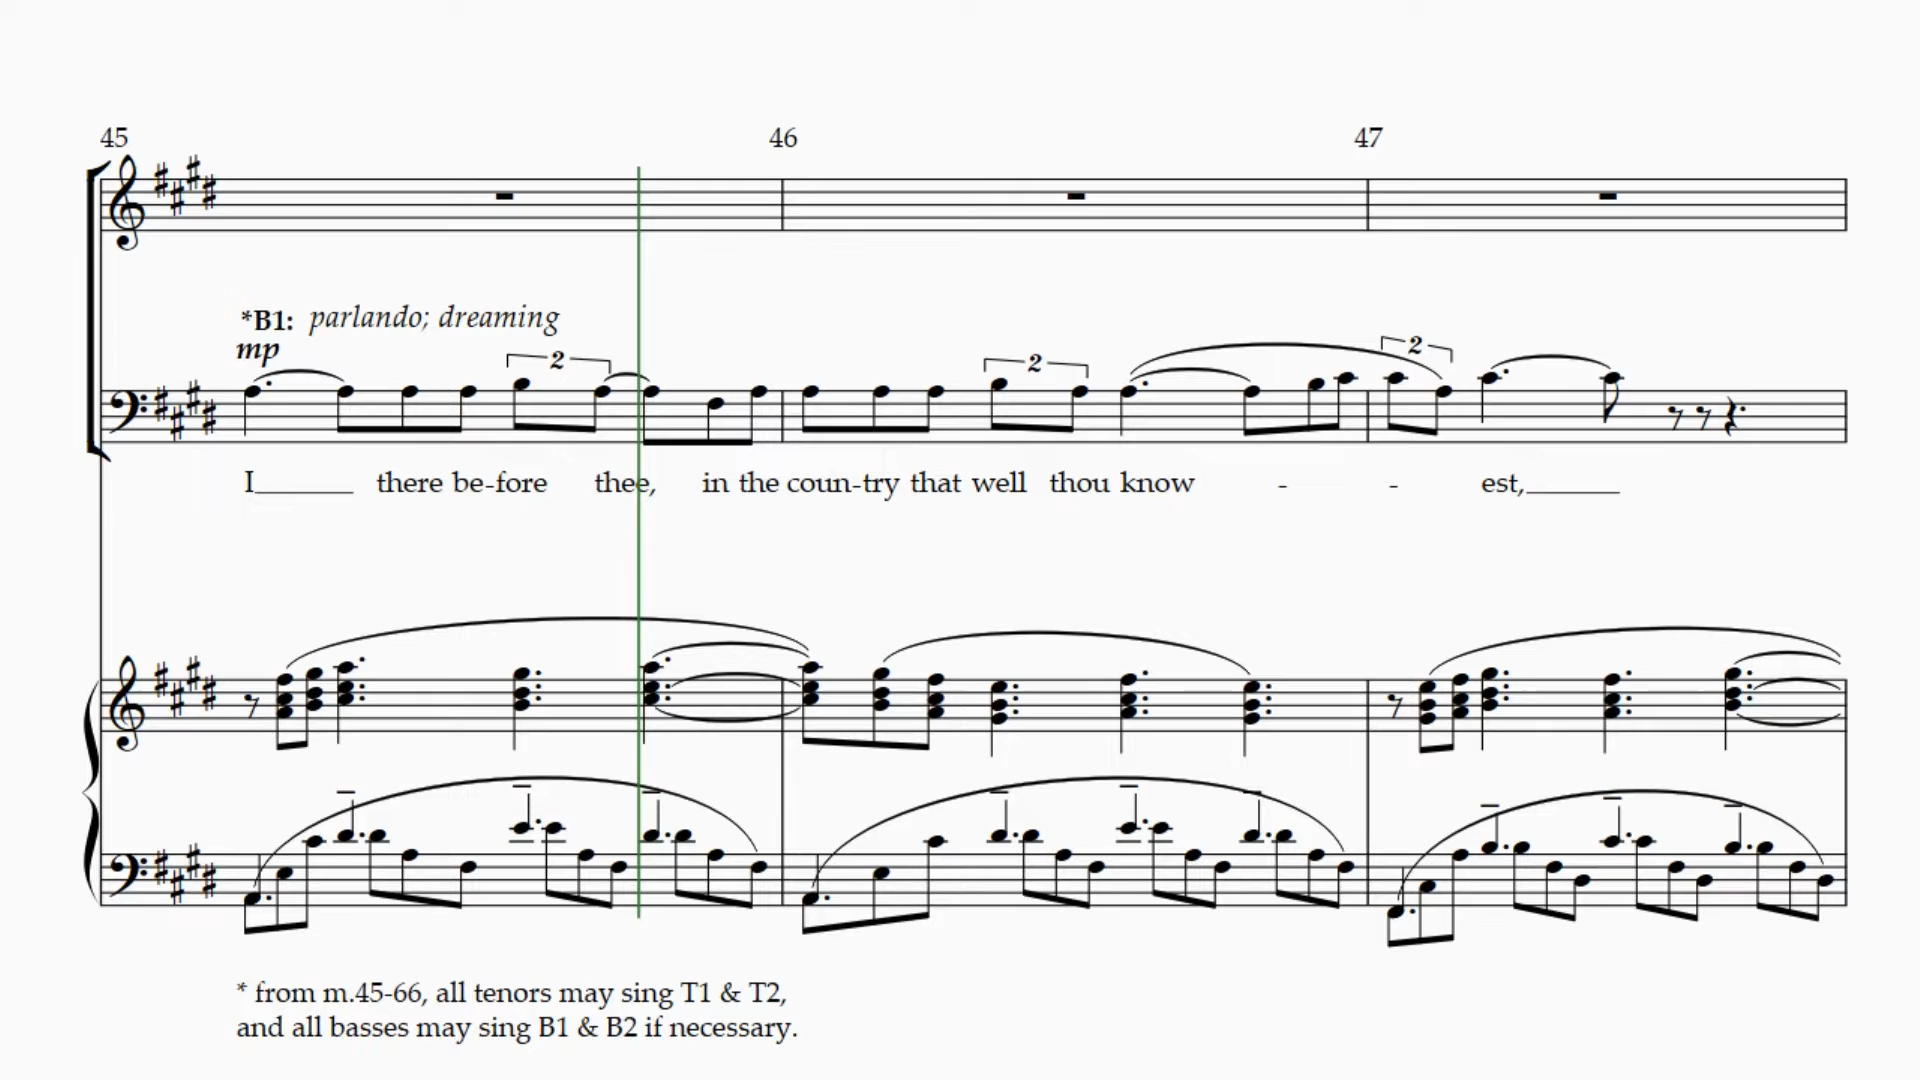 45 46 47
*B1: parlando; dreaming
mp
2 2 2
I______ there be-fore thee, in the coun-try that well thou know - - est,______
* from m.45-66, all tenors may sing T1 & T2,
and all basses may sing B1 & B2 if necessary.